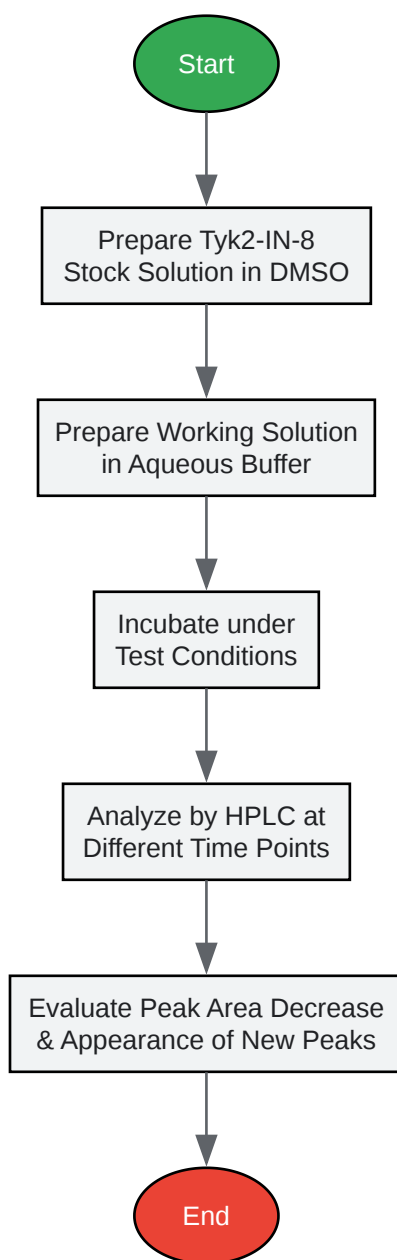 Start
Prepare Tyk2-IN-8
Stock Solution in DMSO
Prepare Working Solution
in Aqueous Buffer
Incubate under
Test Conditions
Analyze by HPLC at
Different Time Points
Evaluate Peak Area Decrease
& Appearance of New Peaks
End